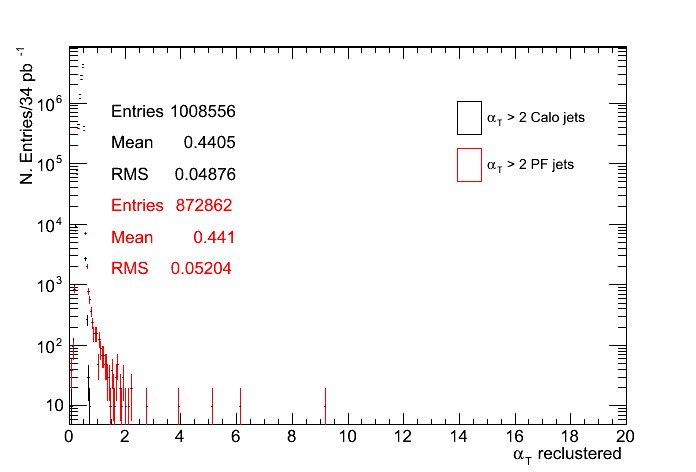 N. Entries/34 pb⁻¹
10⁶
10⁵
10⁴
10³
10²
10
Entries 1008556
Mean 0.4405
RMS 0.04876
Entries 872862
Mean 0.441
RMS 0.05204
α_T > 2 Calo jets
α_T > 2 PF jets
0 2 4 6 8 10 12 14 16 18 20
α_T reclustered